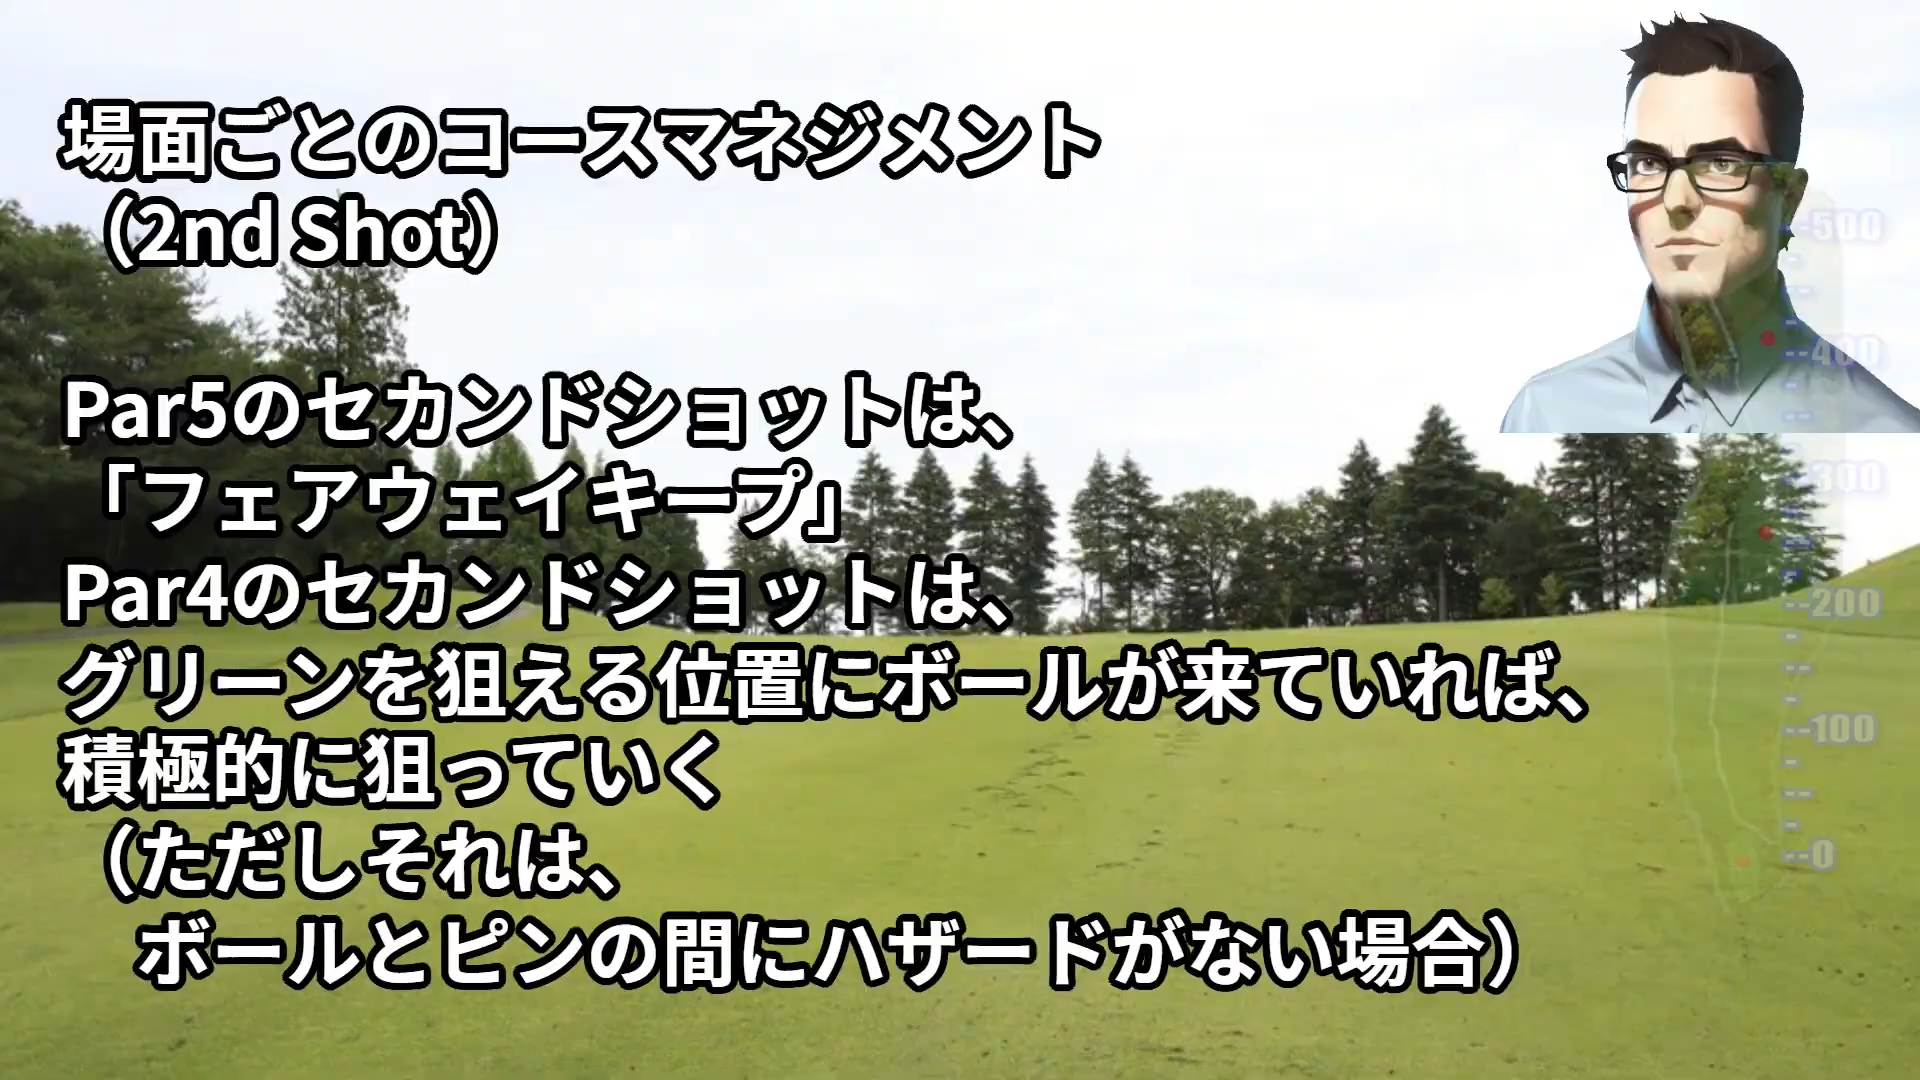 場面ごとのコースマネジメント
（2nd Shot）
Par5のセカンドショットは、
「フェアウェイキープ」
Par4のセカンドショットは、
グリーンを狙える位置にボールが来ていれば、
積極的に狙っていく
（ただしそれは、
ボールとピンの間にハザードがない場合）
500
400
300
200
100
0